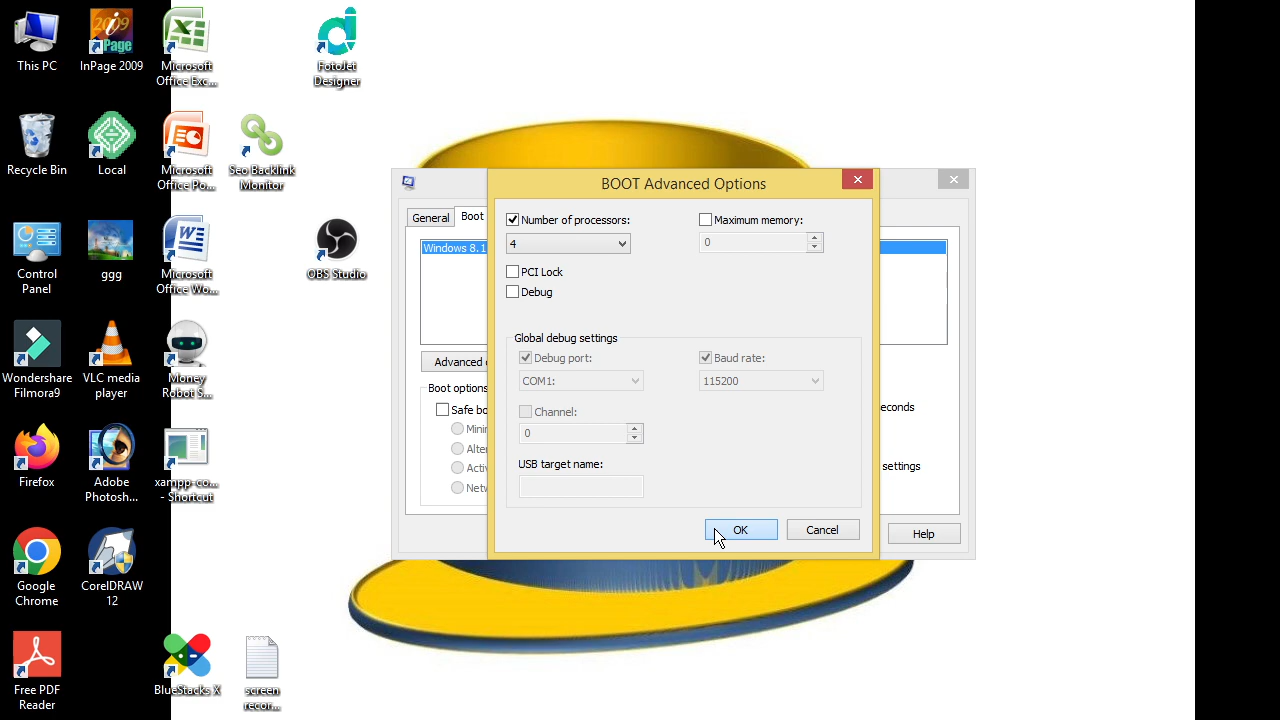 This PC
InPage 2009
Microsoft
Office Exc...
FotoJet
Designer
Recycle Bin
Local
Microsoft
Office Po...
Seo Backlink
Monitor
Control
Panel
ggg
Microsoft
Office Wo...
OBS Studio
Wondershare
Filmora9
VLC media
player
Money
Robot S...
Firefox
Adobe
Photosh...
xampp-co...
- Shortcut
Google
Chrome
CorelDRAW
12
Free PDF
Reader
BlueStacks X
screen
recor...
General
Boot
Windows 8.1
Advanced
Boot options
Safe bo
Mini
Alter
Activ
Netw
econds
settings
Help
BOOT Advanced Options
Number of processors:
Maximum memory:
4
0
PCI Lock
Debug
Global debug settings
Debug port:
Baud rate:
COM1:
115200
Channel:
0
USB target name:
OK
Cancel